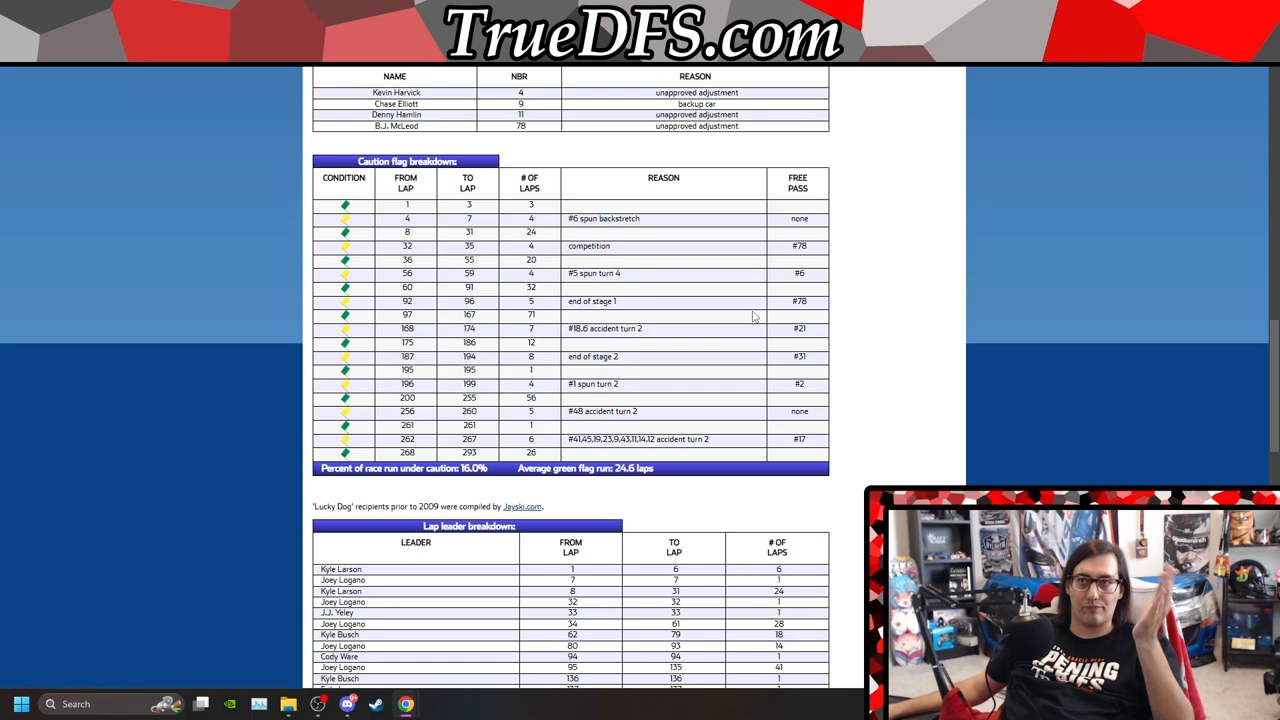 TrueDFS.com
NAME NBR REASON
Kevin Harvick 4 unapproved adjustment
Chase Elliott 9 backup car
Denny Hamlin 11 unapproved adjustment
B.J. McLeod 78 unapproved adjustment
Caution flag breakdown:
CONDITION FROM LAP TO LAP # OF LAPS REASON FREE PASS
1 3 3
4 7 4 #6 spun backstretch none
8 31 24
32 35 4 competition #78
36 55 20
56 59 4 #5 spun turn 4 #6
60 91 32
92 96 5 end of stage 1 #78
97 167 71
168 174 7 #18,6 accident turn 2 #21
175 186 12
187 194 8 end of stage 2 #31
195 195 1
196 199 4 #1 spun turn 2 #2
200 255 56
256 260 5 #48 accident turn 2 none
261 261 1
262 267 6 #41,45,19,23,9,43,11,14,12 accident turn 2 #17
268 293 26
Percent of race run under caution: 16.0% Average green flag run: 24.6 laps
'Lucky Dog' recipients prior to 2009 were compiled by Jayski.com.
Lap leader breakdown:
LEADER FROM LAP TO LAP # OF LAPS
Kyle Larson 1 6 6
Joey Logano 7 7 1
Kyle Larson 8 31 24
Joey Logano 32 32 1
J.J. Yeley 33 33 1
Joey Logano 34 61 28
Kyle Busch 62 79 18
Joey Logano 80 93 14
Cody Ware 94 94 1
Joey Logano 95 135 41
Kyle Busch 136 136 1
Search